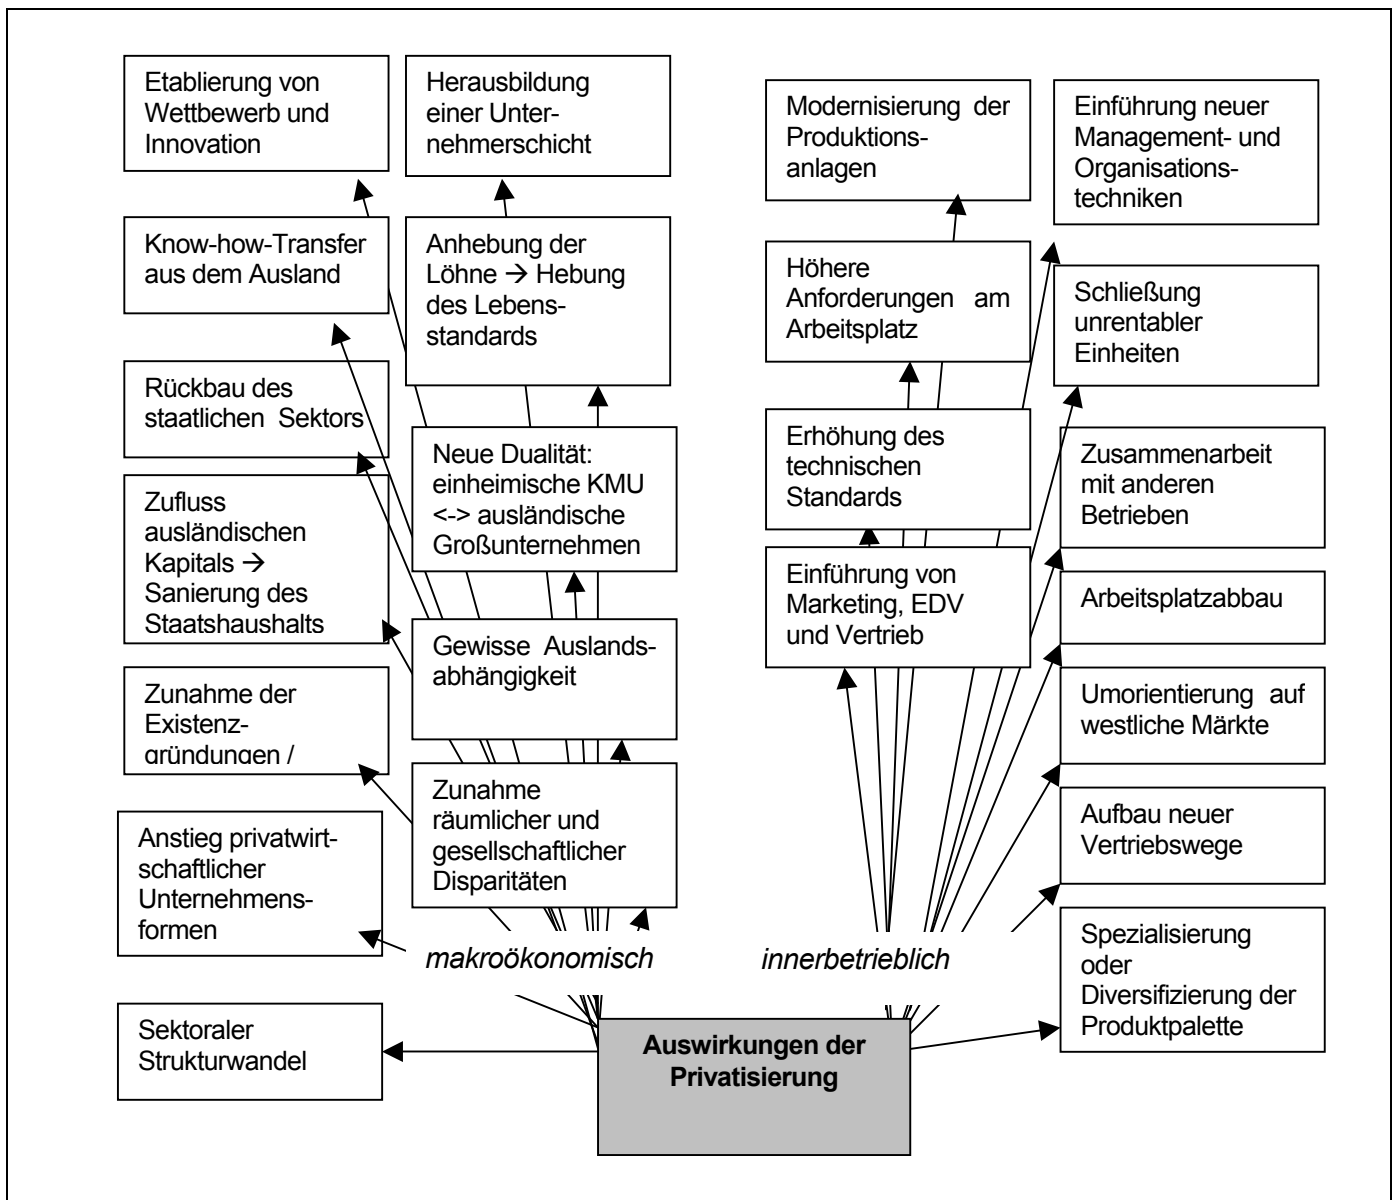 Etablierung von
Wettbewerb und
Innovation
Herausbildung
einer Unter-
nehmerschicht
Modernisierung der
Produktions-
anlagen
Einführung neuer
Management- und
Organisations-
techniken
Know-how-Transfer
aus dem Ausland
Anhebung der
Löhne → Hebung
des Lebens-
standards
Höhere
Anforderungen am
Arbeitsplatz
Schließung
unrentabler
Einheiten
Rückbau des
staatlichen Sektors
Neue Dualität:
einheimische KMU
<-> ausländische
Großunternehmen
Erhöhung des
technischen
Standards
Zusammenarbeit
mit anderen
Betrieben
Zufluss
ausländischen
Kapitals →
Sanierung des
Staatshaushalts
Einführung von
Marketing, EDV
und Vertrieb
Arbeitsplatzabbau
Gewisse Auslands-
abhängigkeit
Zunahme der
Existenz-
gründungen /
Umorientierung auf
westliche Märkte
Zunahme
räumlicher und
gesellschaftlicher
Disparitäten
Aufbau neuer
Vertriebswege
Anstieg privatwirt-
schaftlicher
Unternehmens-
formen
Spezialisierung
oder
Diversifizierung der
Produktpalette
makroökonomisch
innerbetrieblich
Sektoraler
Strukturwandel
Auswirkungen der
Privatisierung